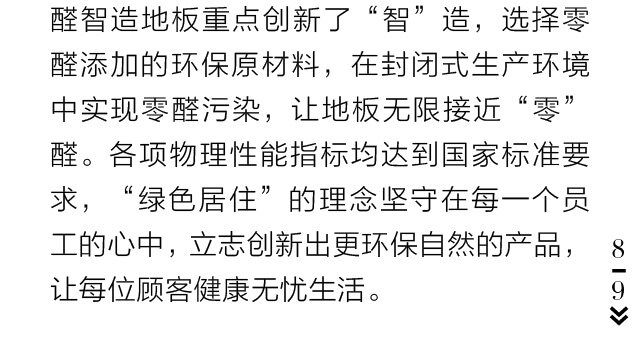 醛智造地板重点创新了“智”造，选择零
醛添加的环保原材料，在封闭式生产环境
中实现零醛污染，让地板无限接近“零”
醛。各项物理性能指标均达到国家标准要
求，“绿色居住”的理念坚守在每一个员
工的心中，立志创新出更环保自然的产品，
让每位顾客健康无忧生活。
8
9